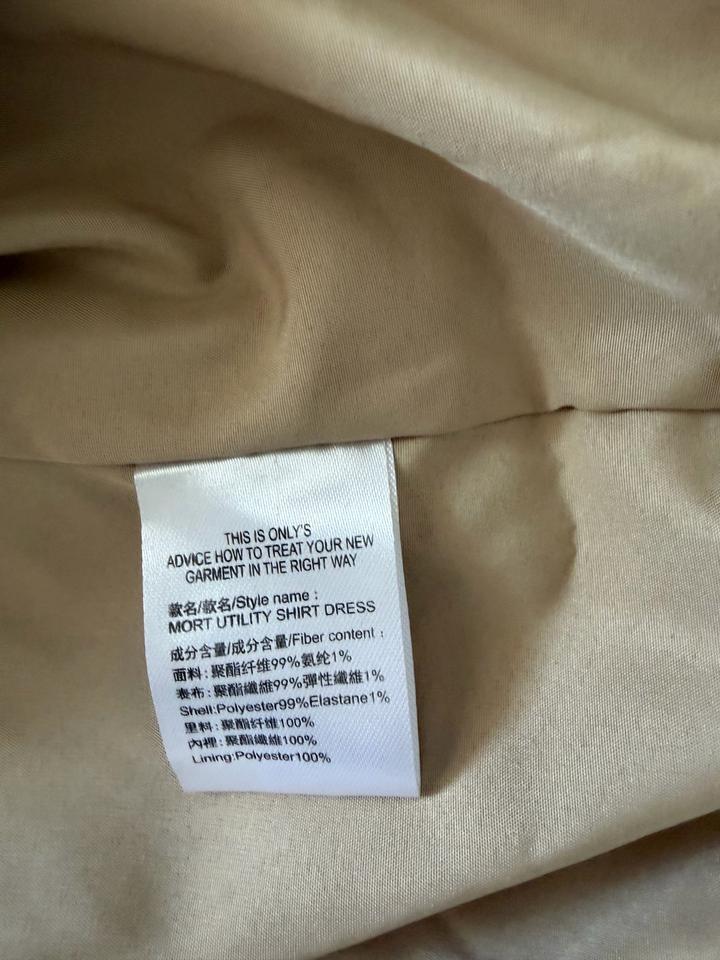 THIS IS ONLY'S
ADVICE HOW TO TREAT YOUR NEW
GARMENT IN THE RIGHT WAY
款名/款名/Style name :
MORT UTILITY SHIRT DRESS
成分含量/成分含量/Fiber content :
面料:聚酯纤维99%氨纶1%
表布:聚酯纖維99%彈性纖維1%
Shell:Polyester99%Elastane1%
里料:聚酯纤维100%
內裡:聚酯纖維100%
Lining:Polyester100%